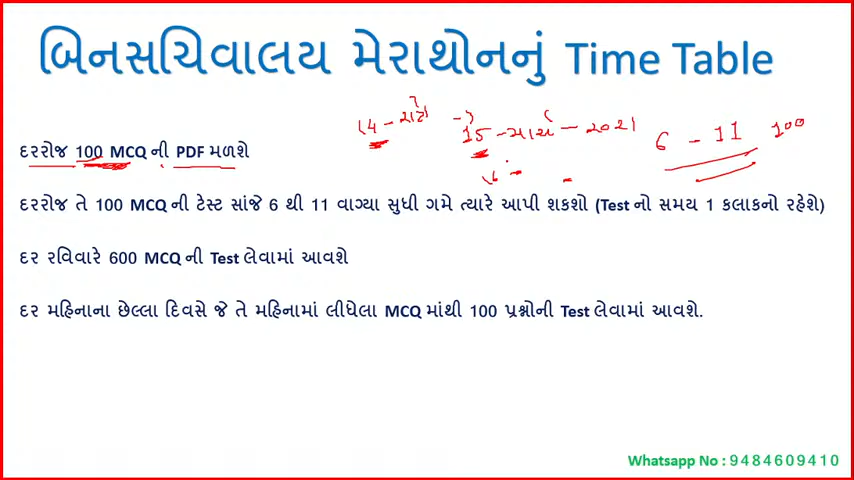 બિનસચિવાલય મેરાથોનનું Time Table
14 - માર્ચ
15 - માર્ચ - 2021
6 - 11 100
દરરોજ 100 MCQ ની PDF મળશે
16
દરરોજ તે 100 MCQ ની ટેસ્ટ સાંજે 6 થી 11 વાગ્યા સુધી ગમે ત્યારે આપી શકશો (Test નો સમય 1 કલાકનો રહેશે)
દર રવિવારે 600 MCQ ની Test લેવામાં આવશે
દર મહિનાના છેલ્લા દિવસે જે તે મહિનામાં લીધેલા MCQ માંથી 100 પ્રશ્નોની Test લેવામાં આવશે.
Whatsapp No : 9484609410